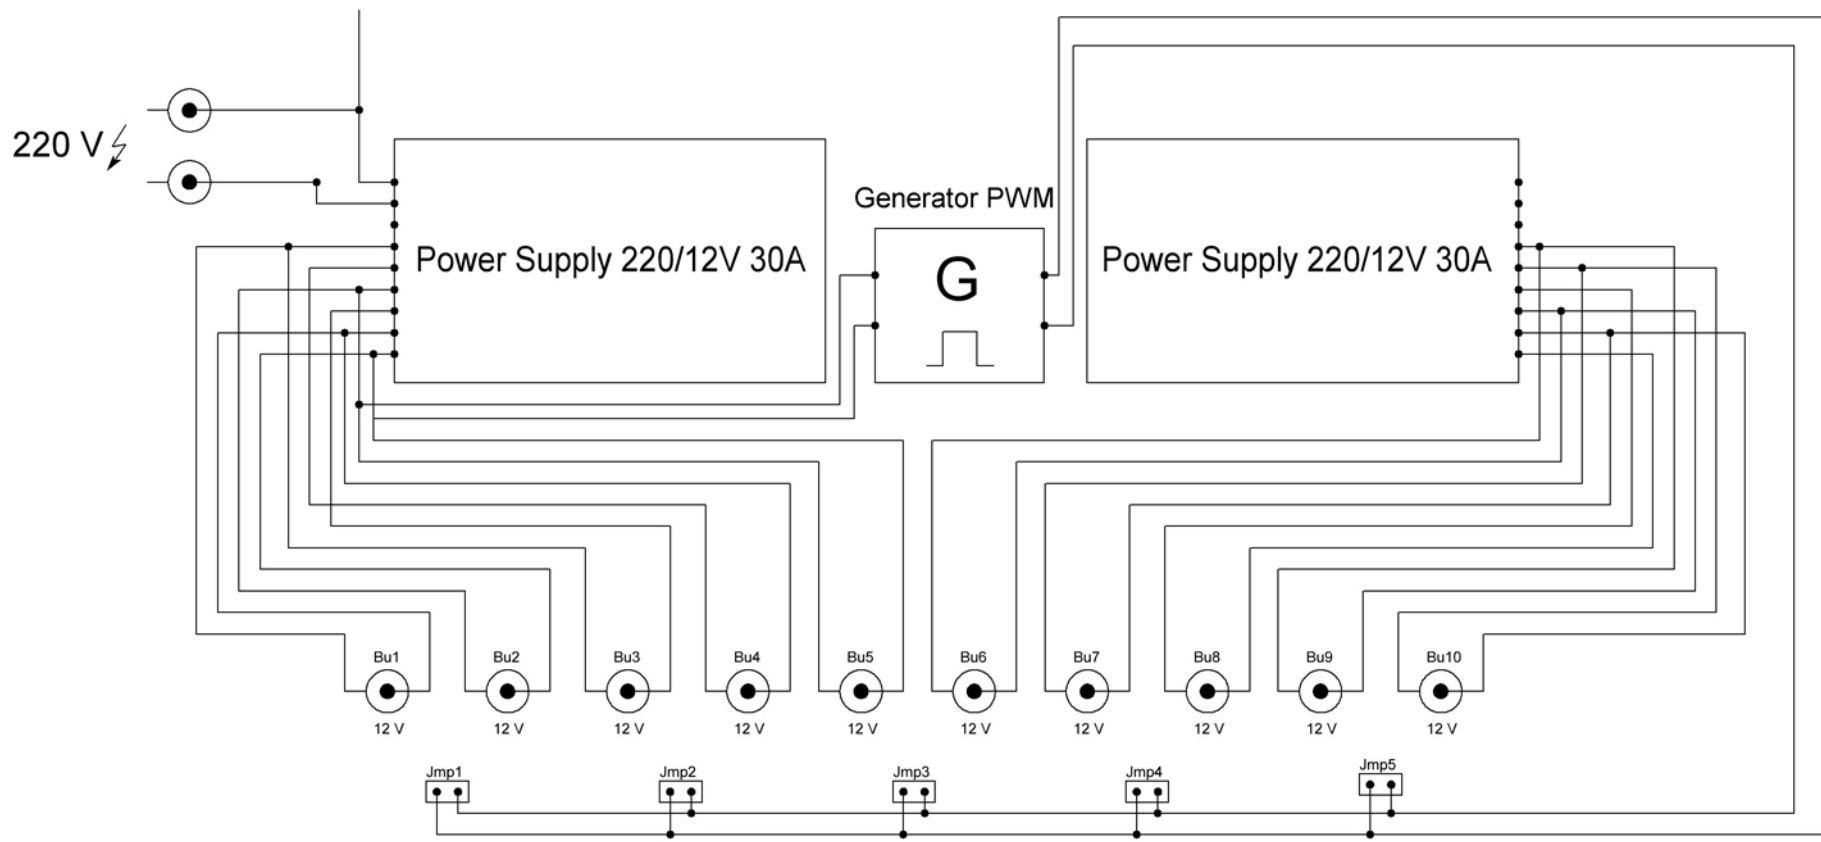 220 V
Generator PWM
Power Supply 220/12V 30A
G
Power Supply 220/12V 30A
Bu1
Bu2
Bu3
Bu4
Bu5
Bu6
Bu7
Bu8
Bu9
Bu10
12 V
12 V
12 V
12 V
12 V
12 V
12 V
12 V
12 V
12 V
Jmp1
Jmp2
Jmp3
Jmp4
Jmp5